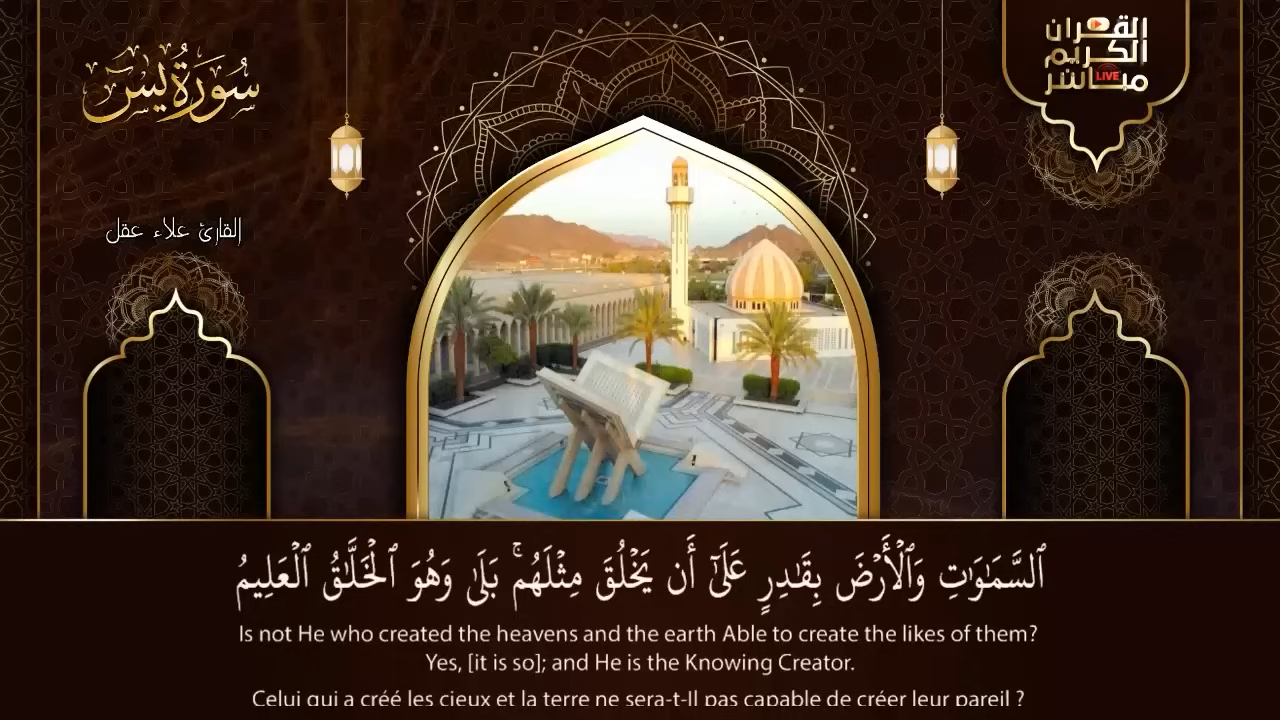 سُورَةُ يسٓ
القران
الكريم
مباشر
LIVE
القارئ علاء عقل
ٱلسَّمَٰوَٰتِ وَٱلْأَرْضَ بِقَٰدِرٍ عَلَىٰٓ أَن يَخْلُقَ مِثْلَهُم ۚ بَلَىٰ وَهُوَ ٱلْخَلَّٰقُ ٱلْعَلِيمُ
Is not He who created the heavens and the earth Able to create the likes of them?
Yes, [it is so]; and He is the Knowing Creator.
Celui qui a créé les cieux et la terre ne sera-t-Il pas capable de créer leur pareil ?